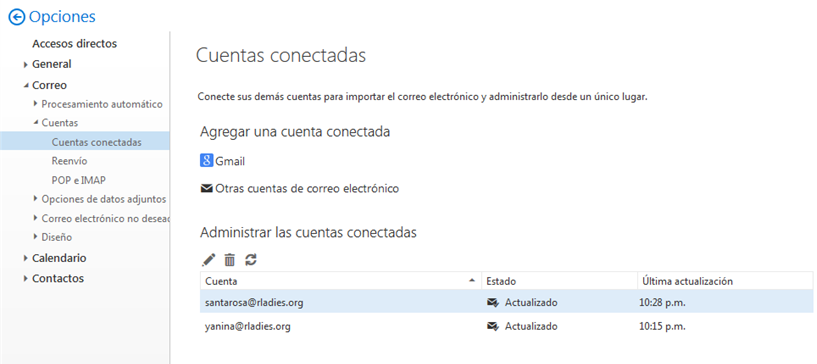 Opciones
Accesos directos
General
Correo
Procesamiento automático
Cuentas
Cuentas conectadas
Reenvío
POP e IMAP
Opciones de datos adjuntos
Correo electrónico no desead
Diseño
Calendario
Contactos
Cuentas conectadas
Conecte sus demás cuentas para importar el correo electrónico y administrarlo desde un único lugar.
Agregar una cuenta conectada
Gmail
Otras cuentas de correo electrónico
Administrar las cuentas conectadas
Cuenta Estado Última actualización
santarosa@rladies.org Actualizado 10:28 p.m.
yanina@rladies.org Actualizado 10:15 p.m.